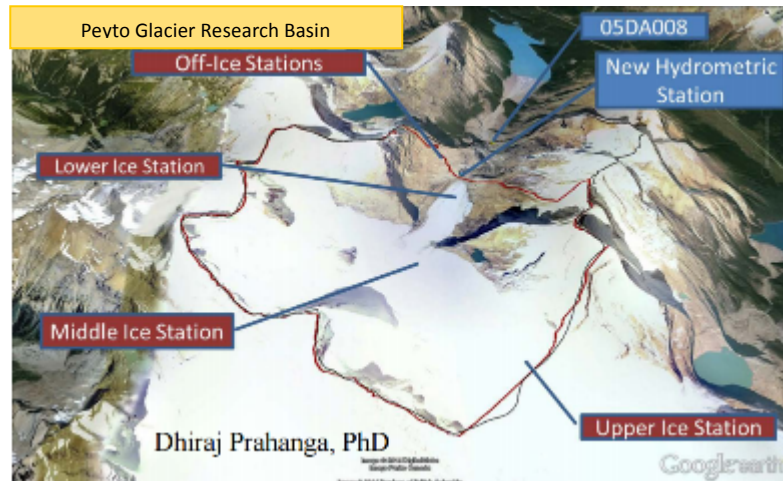 Peyto Glacier Research Basin
05DA008
Off-Ice Stations
New Hydrometric
Station
Lower Ice Station
Middle Ice Station
Upper Ice Station
Dhiraj Prahanga, PhD
Google earth